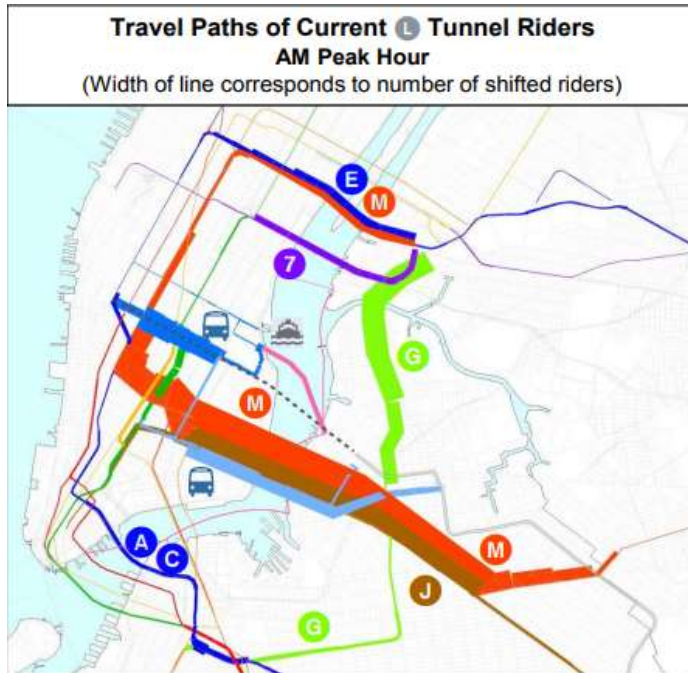 Travel Paths of Current L Tunnel Riders
AM Peak Hour
(Width of line corresponds to number of shifted riders)
E
M
7
G
M
A
C
M
J
G